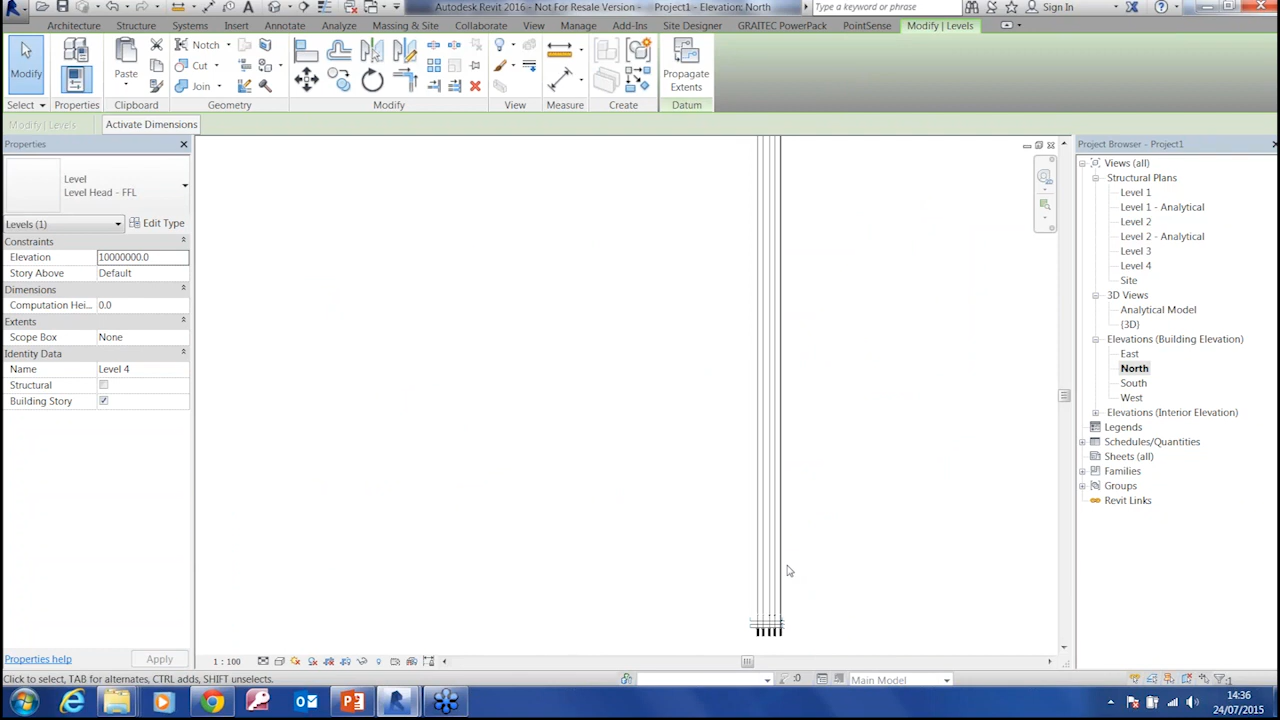 Autodesk Revit 2016 - Not For Resale Version - Project1 - Elevation: North
Type a keyword or phrase
Sign In
Architecture Structure Systems Insert Annotate Analyze Massing & Site Collaborate View Manage Add-Ins Site Designer GRAITEC PowerPack PointSense Modify | Levels
Modify
Paste
Notch
Cut
Join
Propagate
Extents
Select Properties Clipboard Geometry Modify View Measure Create Datum
Modify | Levels
Activate Dimensions
Properties
Level
Level Head - FFL
Levels (1)
Edit Type
Constraints
Elevation 10000000.0
Story Above Default
Dimensions
Computation Hei... 0.0
Extents
Scope Box None
Identity Data
Name Level 4
Structural
Building Story
Properties help
Apply
Project Browser - Project1
Views (all)
Structural Plans
Level 1
Level 1 - Analytical
Level 2
Level 2 - Analytical
Level 3
Level 4
Site
3D Views
Analytical Model
{3D}
Elevations (Building Elevation)
East
North
South
West
Elevations (Interior Elevation)
Legends
Schedules/Quantities
Sheets (all)
Families
Groups
Revit Links
1 : 100
Click to select, TAB for alternates, CTRL adds, SHIFT unselects.
:0
Main Model
:1
14:36
24/07/2015